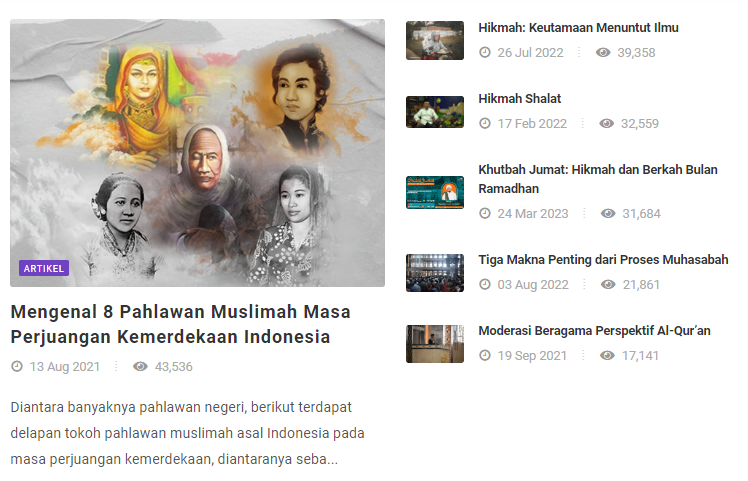 ARTIKEL
Mengenal 8 Pahlawan Muslimah Masa
Perjuangan Kemerdekaan Indonesia
13 Aug 2021 43,536
Diantara banyaknya pahlawan negeri, berikut terdapat
delapan tokoh pahlawan muslimah asal Indonesia pada
masa perjuangan kemerdekaan, diantaranya seba...
Hikmah: Keutamaan Menuntut Ilmu
26 Jul 2022 39,358
Hikmah Shalat
17 Feb 2022 32,559
Khutbah Jumat: Hikmah dan Berkah Bulan
Ramadhan
24 Mar 2023 31,684
Tiga Makna Penting dari Proses Muhasabah
03 Aug 2022 21,861
Moderasi Beragama Perspektif Al-Qur’an
19 Sep 2021 17,141